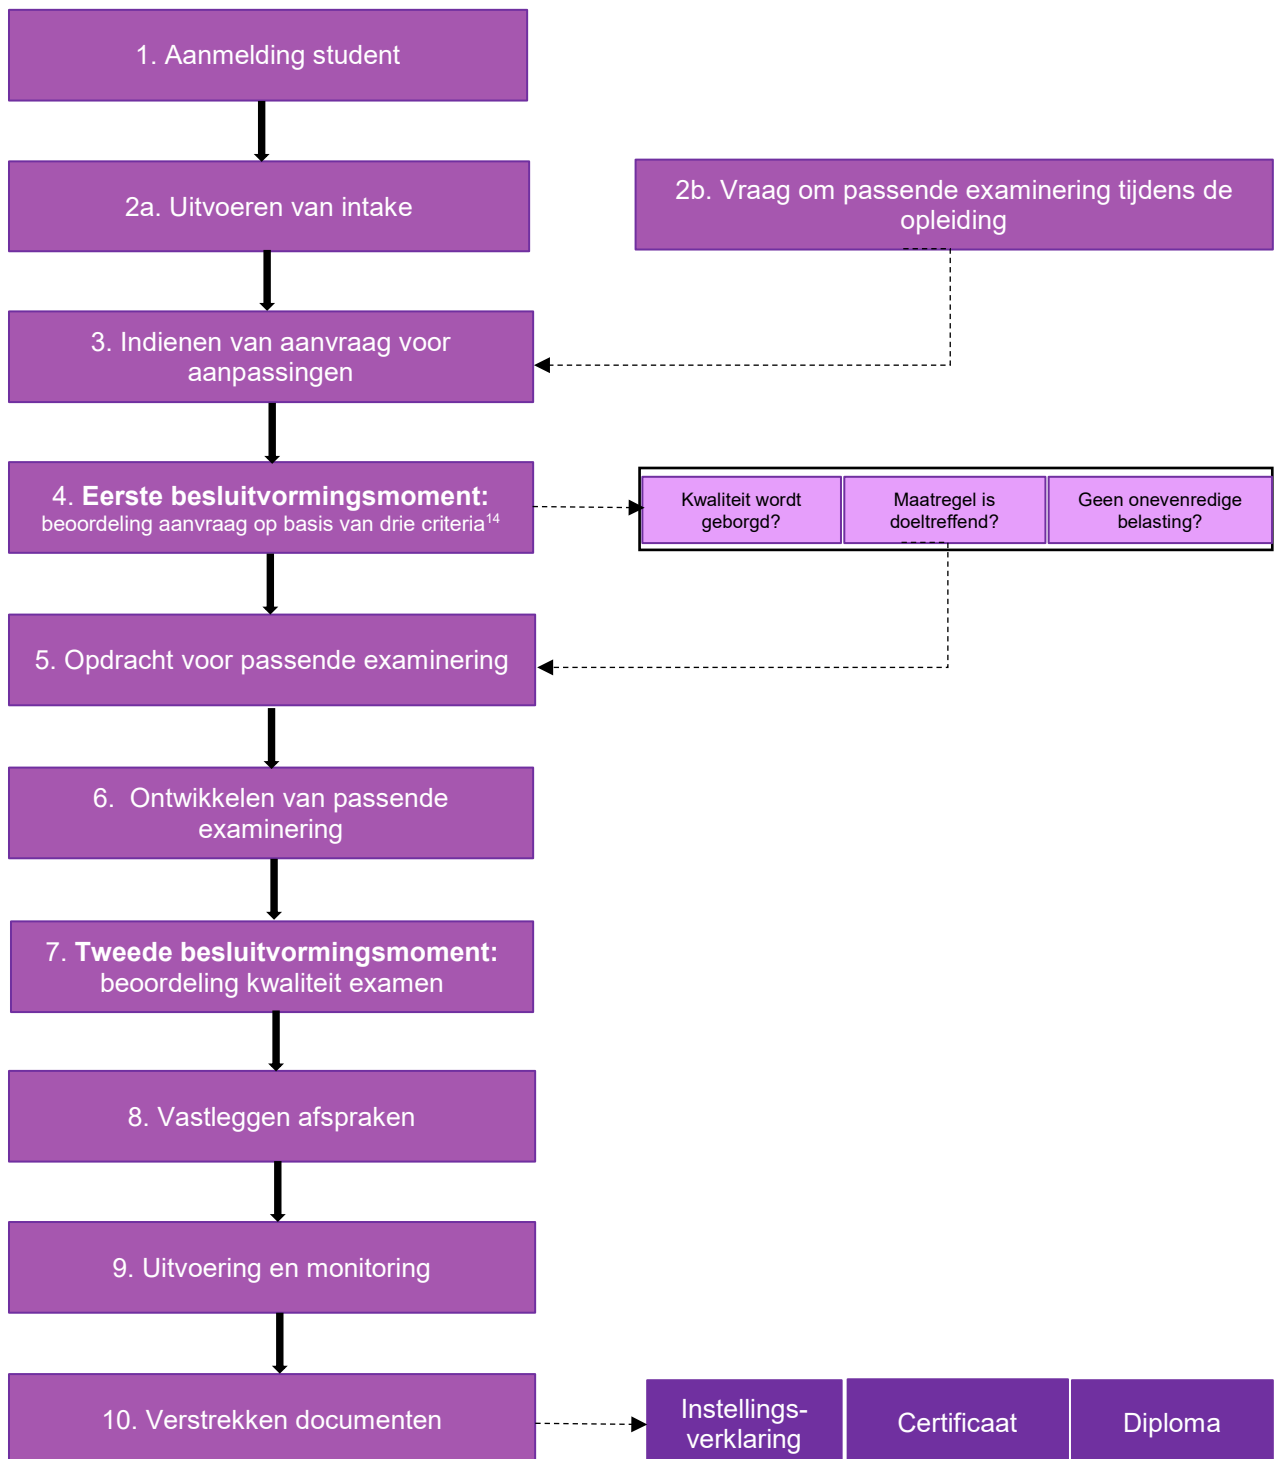 1. Aanmelding student
2a. Uitvoeren van intake
2b. Vraag om passende examinering tijdens de
opleiding
3. Indienen van aanvraag voor
aanpassingen
4. Eerste besluitvormingsmoment:
beoordeling aanvraag op basis van drie criteria14
Kwaliteit wordt
geborgd?
Maatregel is
doeltreffend?
Geen onevenredige
belasting?
5. Opdracht voor passende examinering
6. Ontwikkelen van passende
examinering
7. Tweede besluitvormingsmoment:
beoordeling kwaliteit examen
8. Vastleggen afspraken
9. Uitvoering en monitoring
10. Verstrekken documenten
Instellings-
verklaring
Certificaat
Diploma